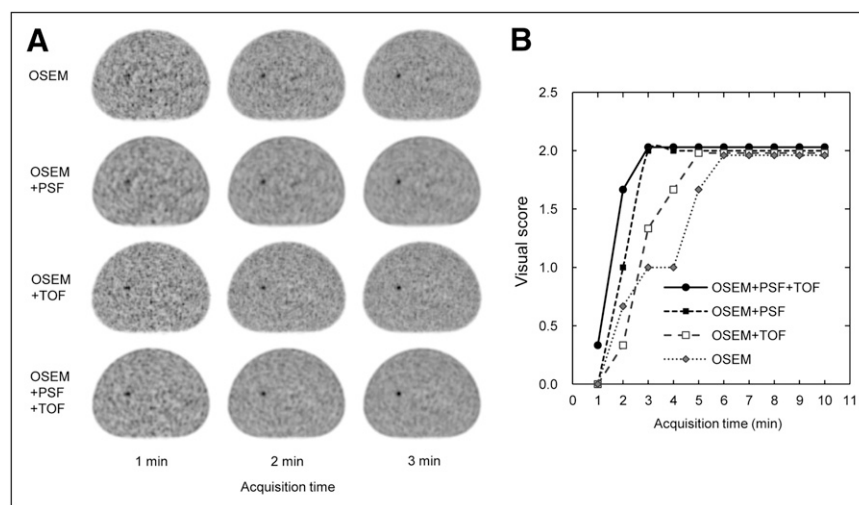 A
OSEM
OSEM
+PSF
OSEM
+TOF
OSEM
+PSF
+TOF
1 min
2 min
3 min
Acquisition time
B
Visual score
2.5
2.0
1.5
1.0
0.5
0.0
OSEM+PSF+TOF
OSEM+PSF
OSEM+TOF
OSEM
0 1 2 3 4 5 6 7 8 9 10 11
Acquisition time (min)